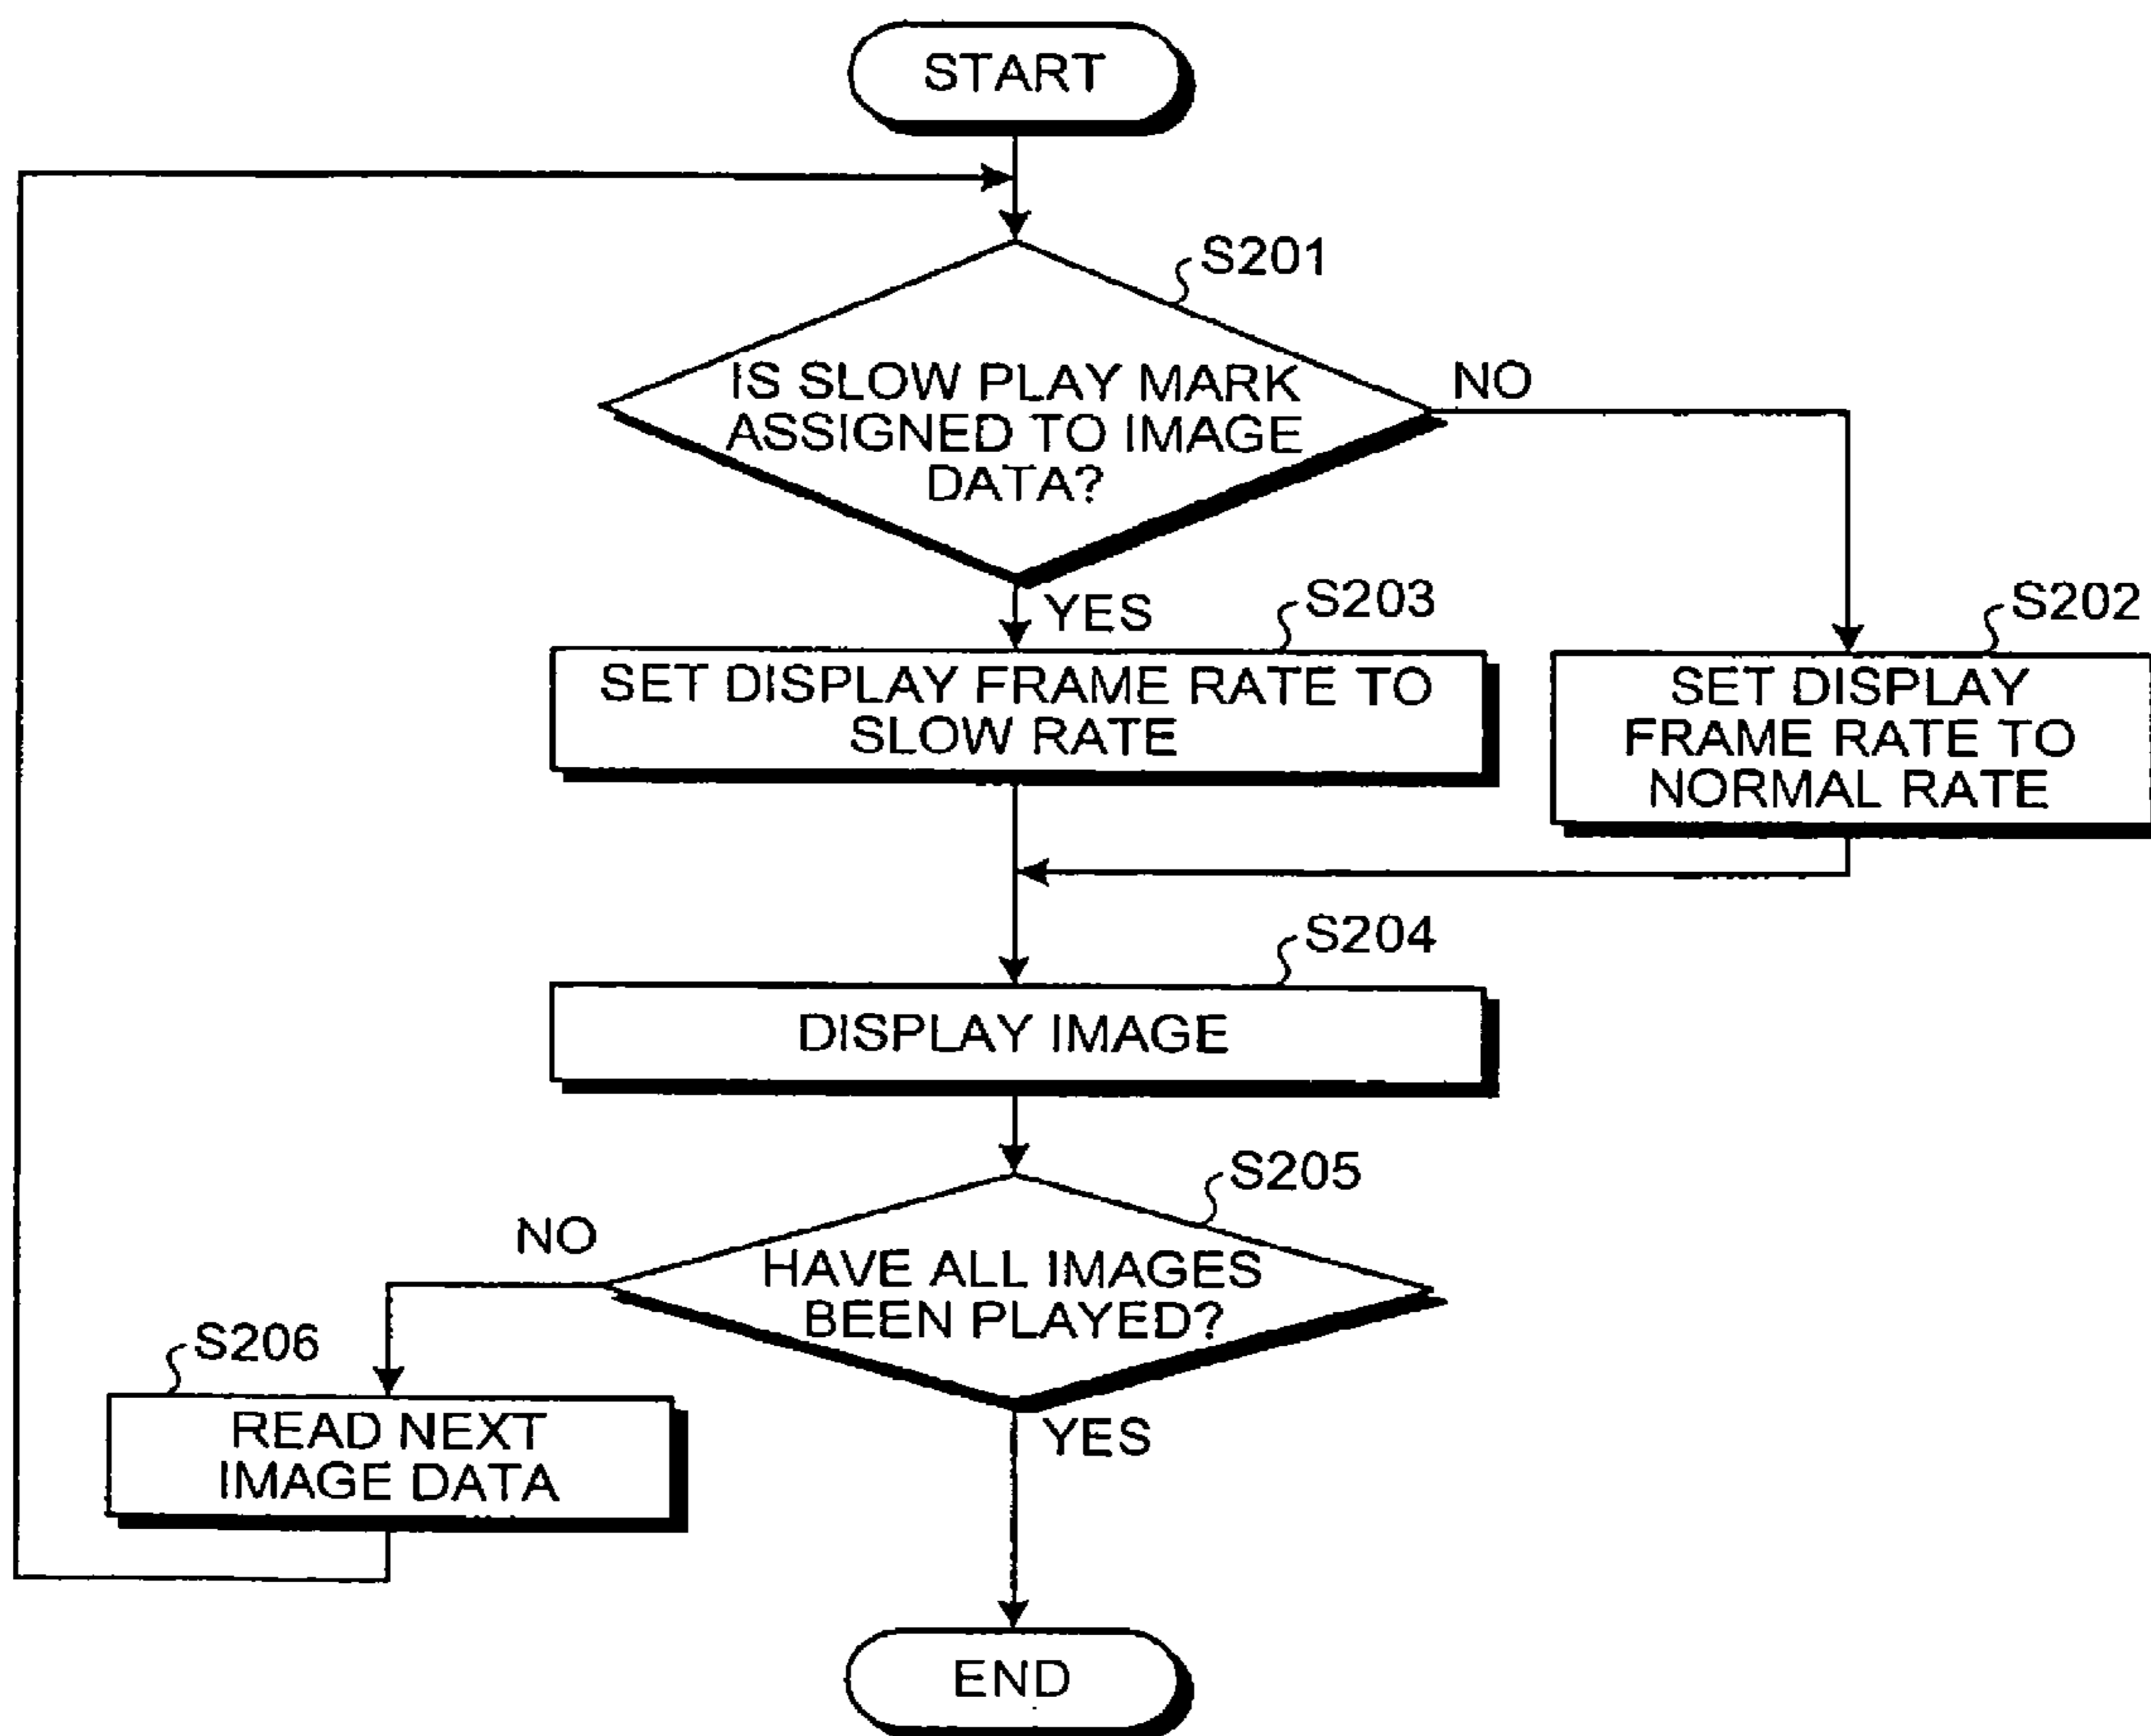 START
S201
IS SLOW PLAY MARK
ASSIGNED TO IMAGE
DATA?
NO
YES
S203
SET DISPLAY FRAME RATE TO
SLOW RATE
S202
SET DISPLAY
FRAME RATE TO
NORMAL RATE
S204
DISPLAY IMAGE
S205
HAVE ALL IMAGES
BEEN PLAYED?
NO
S206
READ NEXT
IMAGE DATA
YES
END